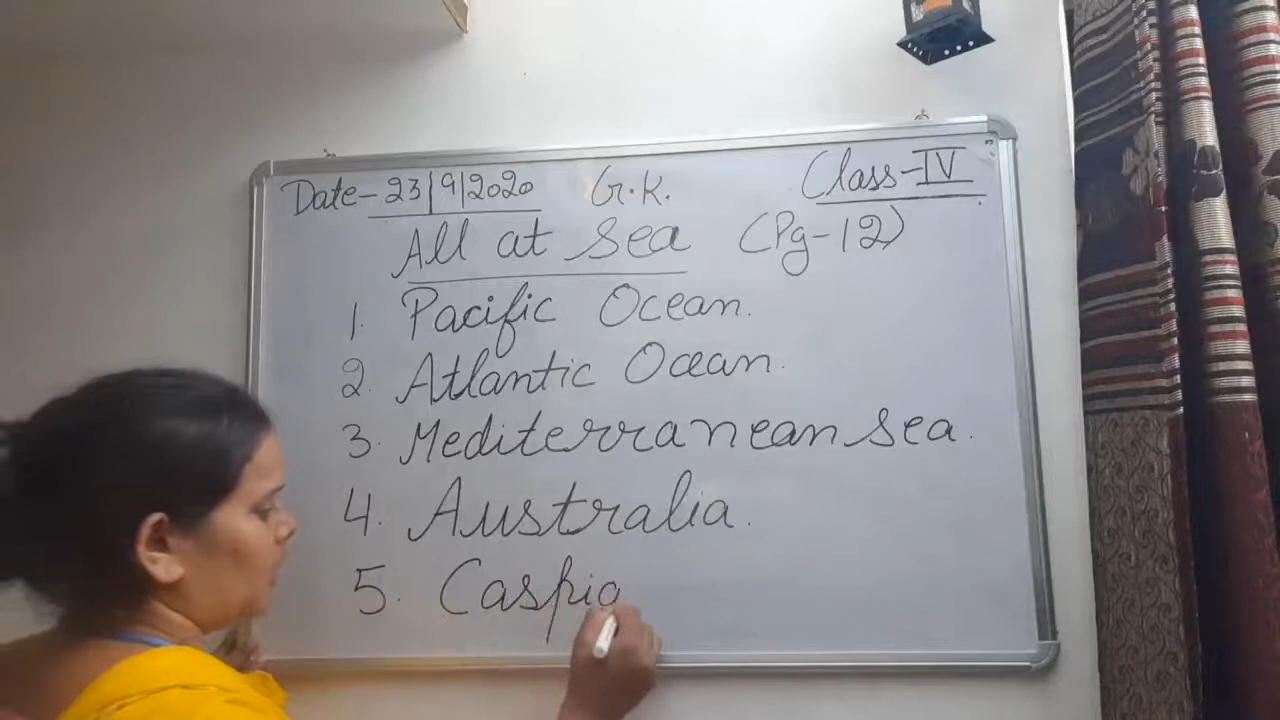 Date-23|9|2020 G.K. Class-IV
All at sea (Pg-12)
1. Pacific Ocean.
2. Atlantic Ocean.
3. Mediterranean sea.
4. Australia.
5. Caspia